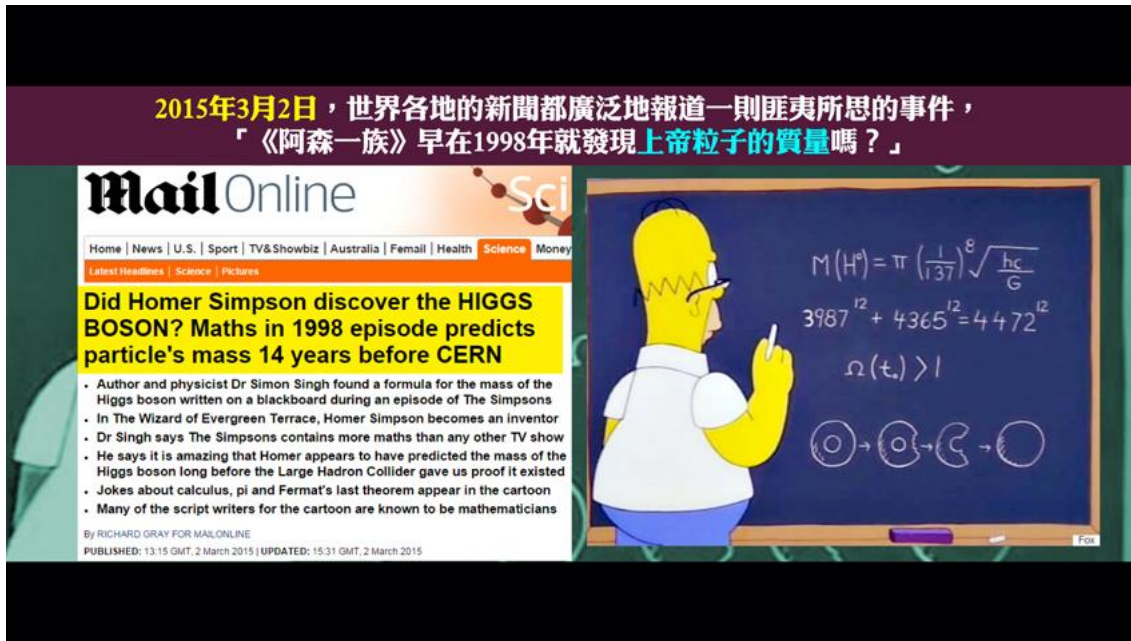 2015年3月2日，世界各地的新聞都廣泛地報道一則匪夷所思的事件，
「《阿森一族》早在1998年就發現上帝粒子的質量嗎？」
Mail Online
Sci
Home | News | U.S. | Sport | TV&Showbiz | Australia | Femail | Health | Science | Money
Latest Headlines | Science | Pictures
Did Homer Simpson discover the HIGGS
BOSON? Maths in 1998 episode predicts
particle's mass 14 years before CERN
• Author and physicist Dr Simon Singh found a formula for the mass of the
Higgs boson written on a blackboard during an episode of The Simpsons
• In The Wizard of Evergreen Terrace, Homer Simpson becomes an inventor
• Dr Singh says The Simpsons contains more maths than any other TV show
• He says it is amazing that Homer appears to have predicted the mass of the
Higgs boson long before the Large Hadron Collider gave us proof it existed
• Jokes about calculus, pi and Fermat's last theorem appear in the cartoon
• Many of the script writers for the cartoon are known to be mathematicians
By RICHARD GRAY FOR MAILONLINE
PUBLISHED: 13:15 GMT, 2 March 2015 | UPDATED: 15:31 GMT, 2 March 2015
M(H°) = π (1/137)⁸ √(hc/G)
3987¹² + 4365¹² = 4472¹²
Ω(t₀) > 1
Fox